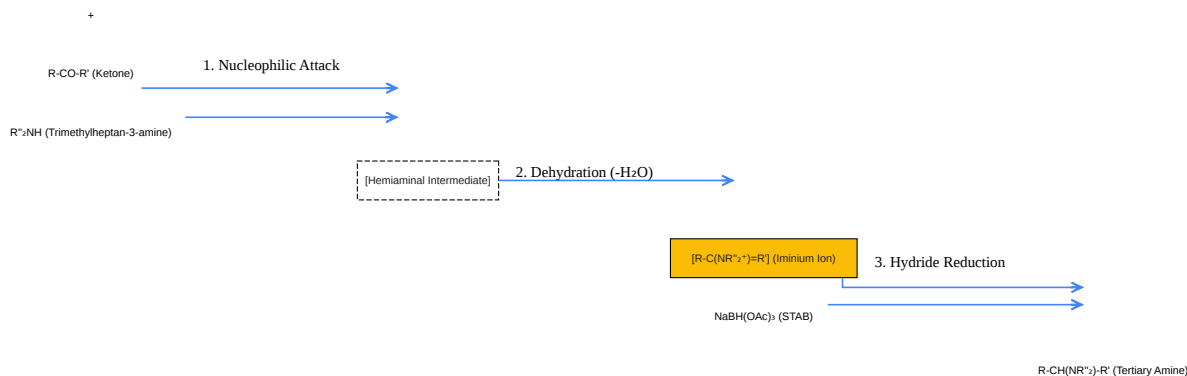 +
1. Nucleophilic Attack
R-CO-R' (Ketone)
R"₂NH (Trimethylheptan-3-amine)
[Hemiaminal Intermediate]
2. Dehydration (-H₂O)
[R-C(NR"₂⁺)=R'] (Iminium Ion)
3. Hydride Reduction
NaBH(OAc)₃ (STAB)
R-CH(NR"₂)-R' (Tertiary Amine)